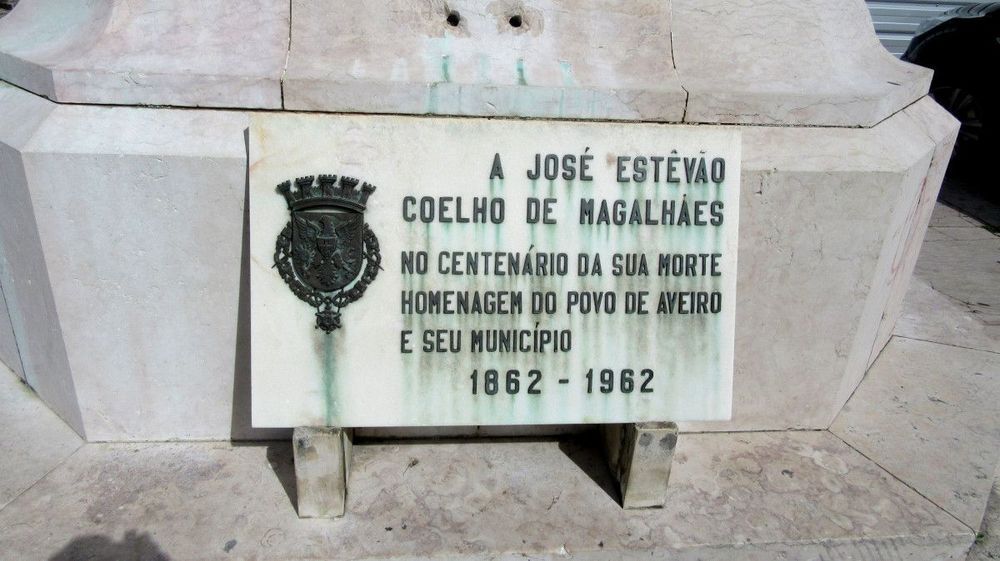 A JOSÉ ESTÊVÃO
COELHO DE MAGALHÃES
NO CENTENÁRIO DA SUA MORTE
HOMENAGEM DO POVO DE AVEIRO
E SEU MUNICÍPIO
1862 - 1962